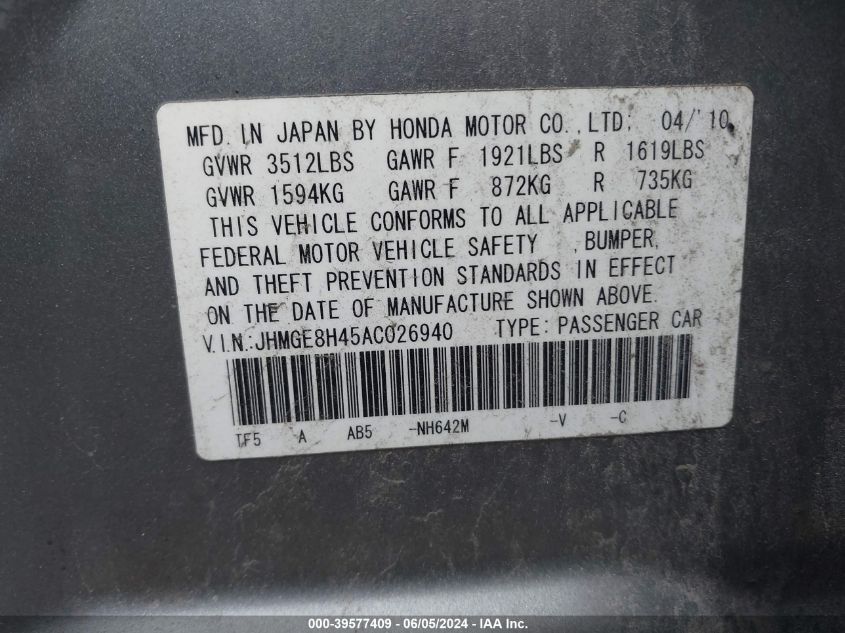 MFD. IN JAPAN BY HONDA MOTOR CO.,LTD. 04/'10
GVWR 3512LBS GAWR F 1921LBS R 1619LBS
GVWR 1594KG GAWR F 872KG R 735KG
THIS VEHICLE CONFORMS TO ALL APPLICABLE
FEDERAL MOTOR VEHICLE SAFETY ,BUMPER,
AND THEFT PREVENTION STANDARDS IN EFFECT
ON THE DATE OF MANUFACTURE SHOWN ABOVE.
V.I.N.:JHMGE8H45AC026940 TYPE: PASSENGER CAR
TF5 A AB5 -NH642M -V -C
000-39577409 - 06/05/2024 - IAA Inc.